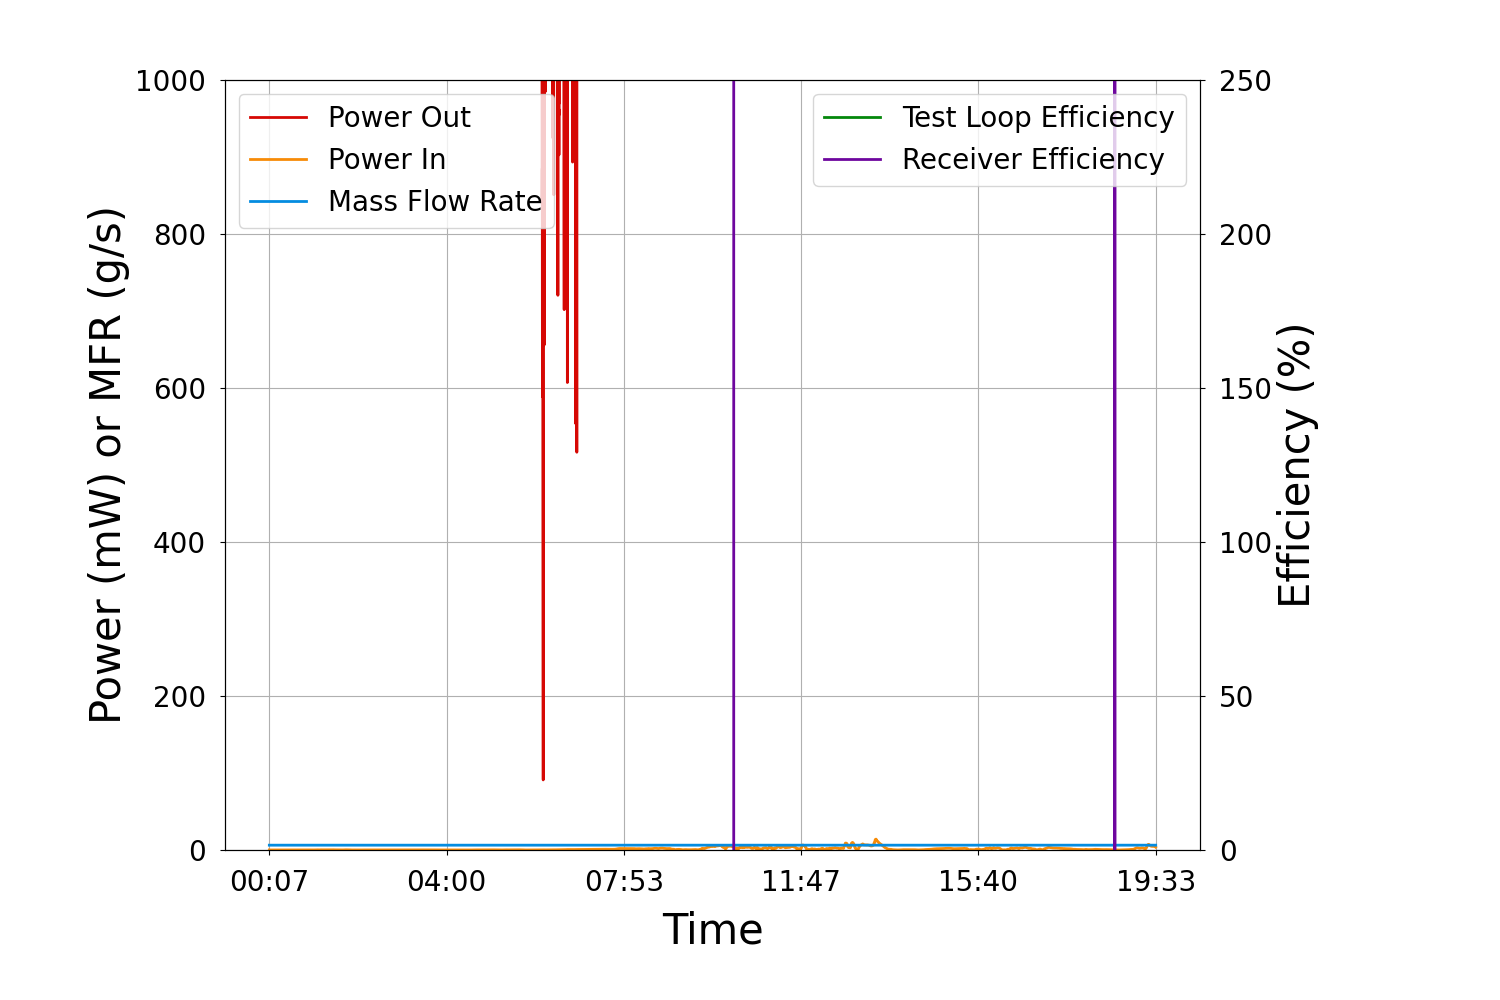 Power (mW) or MFR (g/s)
1000
800
600
400
200
0
Power Out
Power In
Mass Flow Rate
Test Loop Efficiency
Receiver Efficiency
250
200
150
100
50
0
Efficiency (%)
00:07 04:00 07:53 11:47 15:40 19:33
Time